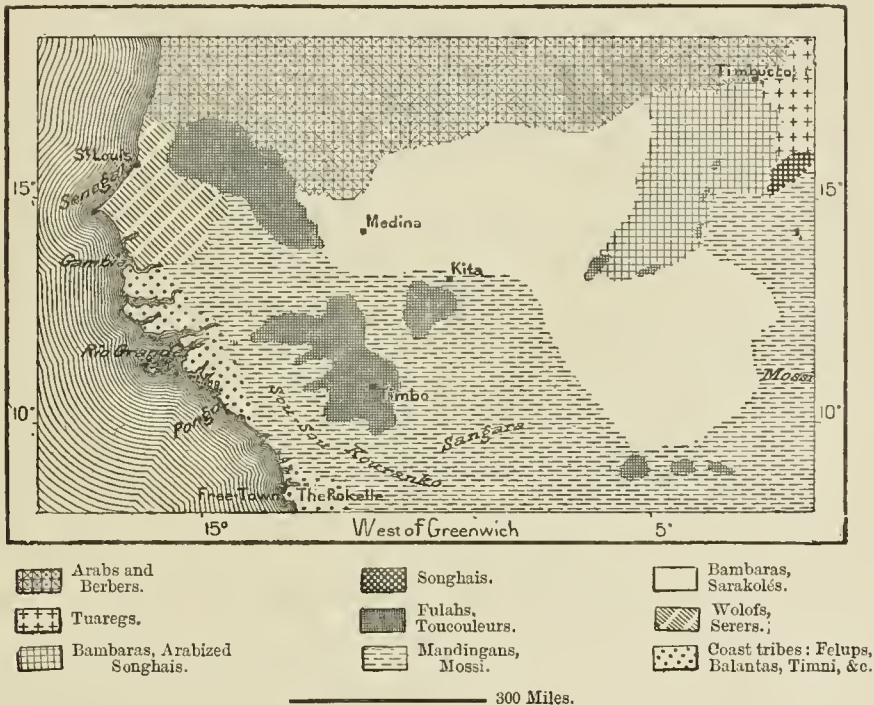 Timbucto
St Louis
15°
15°
Senegal
Medina
Gambia
Kita
Rio Grande
Mossi
Timbo
10°
10°
Pongo
Sou Sou
Sangara
Kouranko
Free-Town
The Rokelle
15°
West of Greenwich
5°
Arabs and
Berbers.
Songhais.
Bambaras,
Sarakolés.
Tuaregs.
Fulahs,
Toucouleurs.
Wolofs,
Serers.;
Bambaras, Arabized
Songhais.
Mandingans,
Mossi.
Coast tribes: Felups,
Balantas, Timni, &c.
300 Miles.